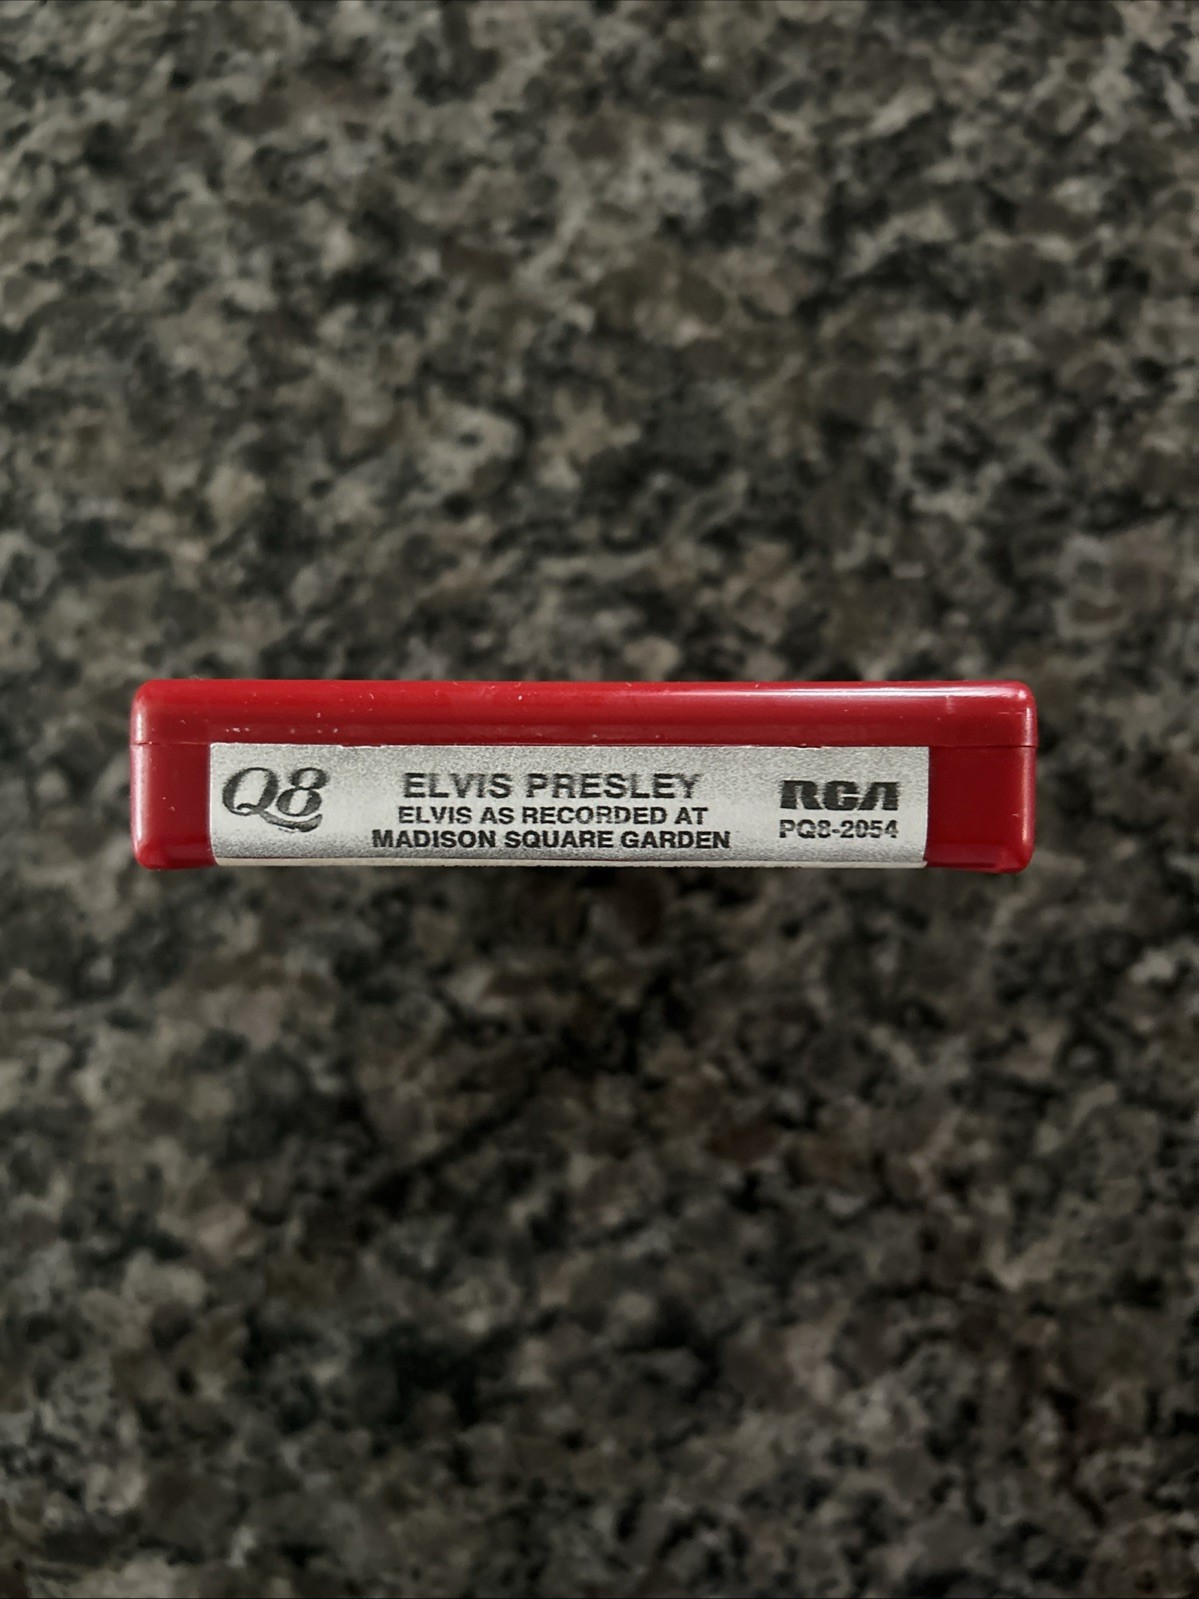 Q8
ELVIS PRESLEY
ELVIS AS RECORDED AT
MADISON SQUARE GARDEN
RCA
PQ8-2054